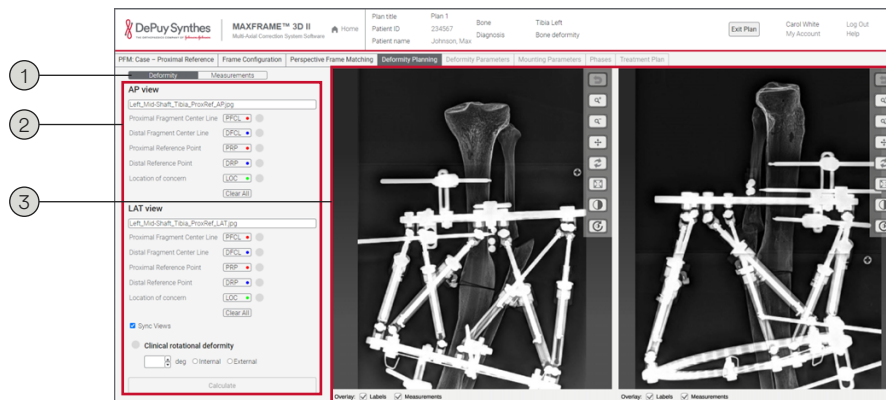 DePuy Synthes
THE ORTHOPAEDICS COMPANY OF Johnson & Johnson
MAXFRAME™ 3D II
Multi-Axial Correction System Software
Home
Plan title Plan 1
Patient ID 234567
Patient name Johnson, Max
Bone Tibia Left
Diagnosis Bone deformity
Exit Plan
Carol White Log Out
My Account Help
PFM: Case – Proximal Reference Frame Configuration Perspective Frame Matching Deformity Planning Deformity Parameters Mounting Parameters Phases Treatment Plan
1
Deformity Measurements
2
AP view
Left_Mid-Shaft_Tibia_ProxRef_AP.jpg
Proximal Fragment Center Line PFCL
Distal Fragment Center Line DFCL
Proximal Reference Point PRP
Distal Reference Point DRP
Location of concern LOC
Clear All
3
LAT view
Left_Mid-Shaft_Tibia_ProxRef_LAT.jpg
Proximal Fragment Center Line PFCL
Distal Fragment Center Line DFCL
Proximal Reference Point PRP
Distal Reference Point DRP
Location of concern LOC
Clear All
Sync Views
Clinical rotational deformity
deg Internal External
Calculate
Overlay: Labels Measurements
Overlay: Labels Measurements